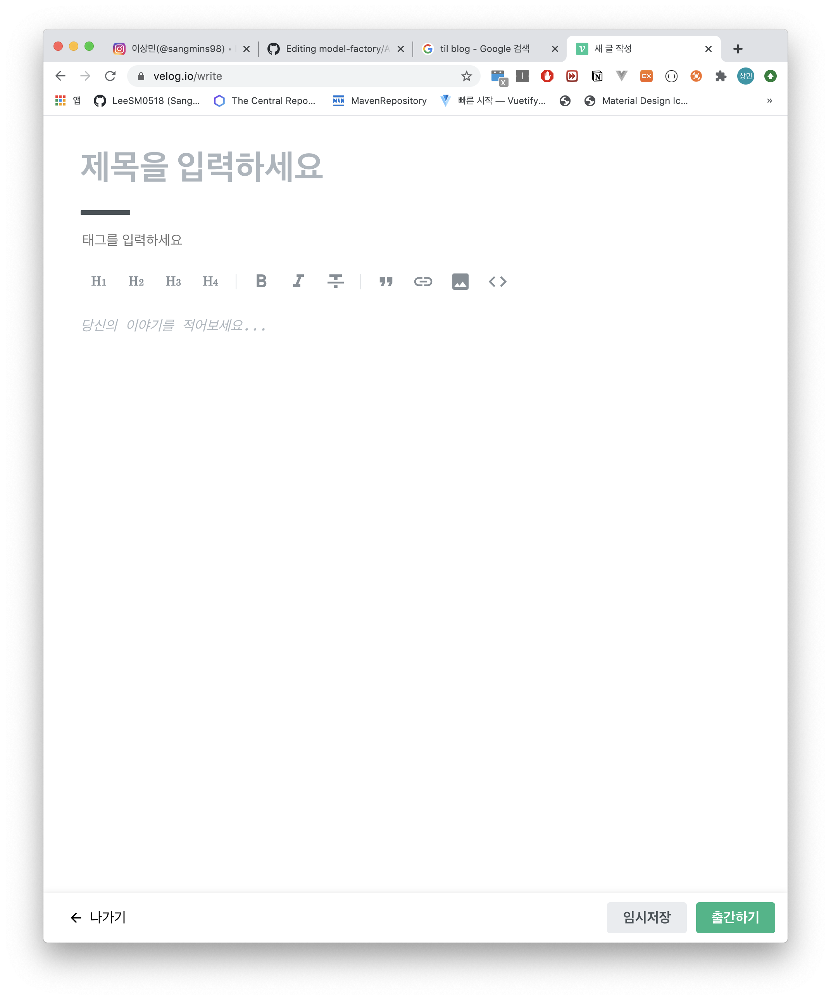 이상민(@sangmins98) •
Editing model-factory/A
til blog - Google 검색
새 글 작성
velog.io/write
X
EX
상민
앱
LeeSM0518 (Sang...
The Central Repo...
MVN
MavenRepository
빠른 시작 — Vuetify...
Material Design Ic...
»
제목을 입력하세요
태그를 입력하세요
H1 H2 H3 H4 B I T
당신의 이야기를 적어보세요...
나가기
임시저장
출간하기